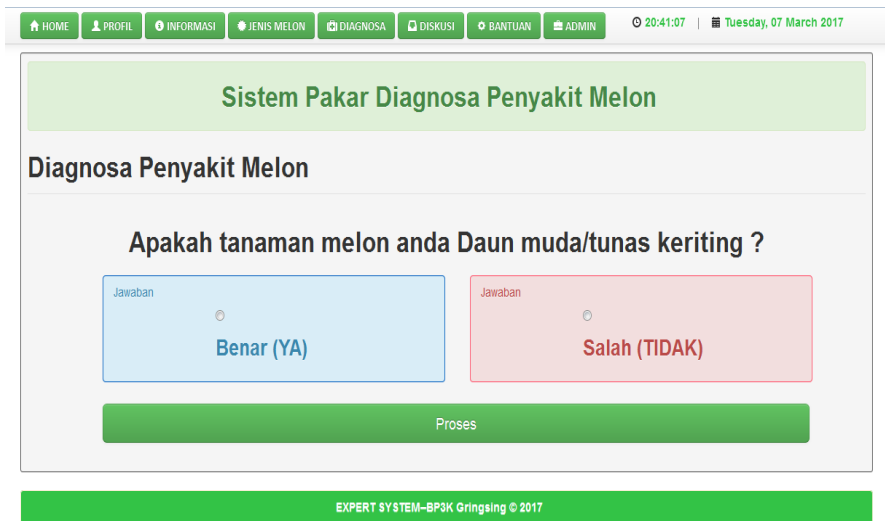 HOME PROFIL INFORMASI JENIS MELON DIAGNOSA DISKUSI BANTUAN ADMIN 20:41:07 | Tuesday, 07 March 2017
Sistem Pakar Diagnosa Penyakit Melon
Diagnosa Penyakit Melon
Apakah tanaman melon anda Daun muda/tunas keriting ?
Jawaban
Benar (YA)
Jawaban
Salah (TIDAK)
Proses
EXPERT SYSTEM–BP3K Gringsing © 2017